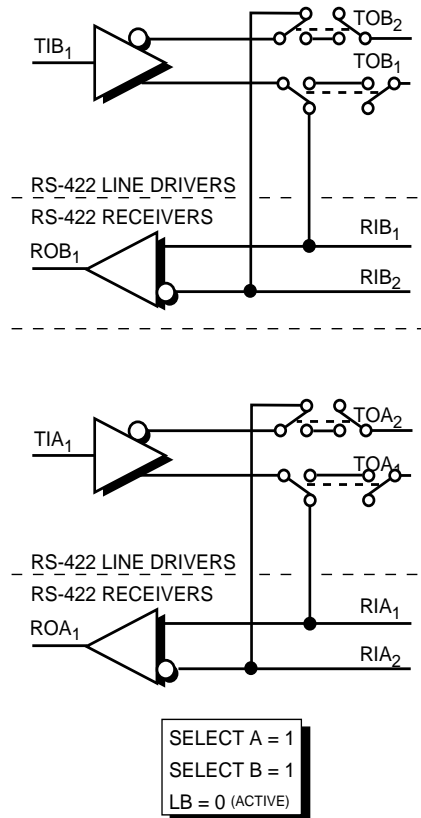 TOB2
TIB1
TOB1
RS-422 LINE DRIVERS
RS-422 RECEIVERS
ROB1
RIB1
RIB2
TOA2
TIA1
TOA1
RS-422 LINE DRIVERS
RS-422 RECEIVERS
ROA1
RIA1
RIA2
SELECT A = 1
SELECT B = 1
LB = 0 (ACTIVE)